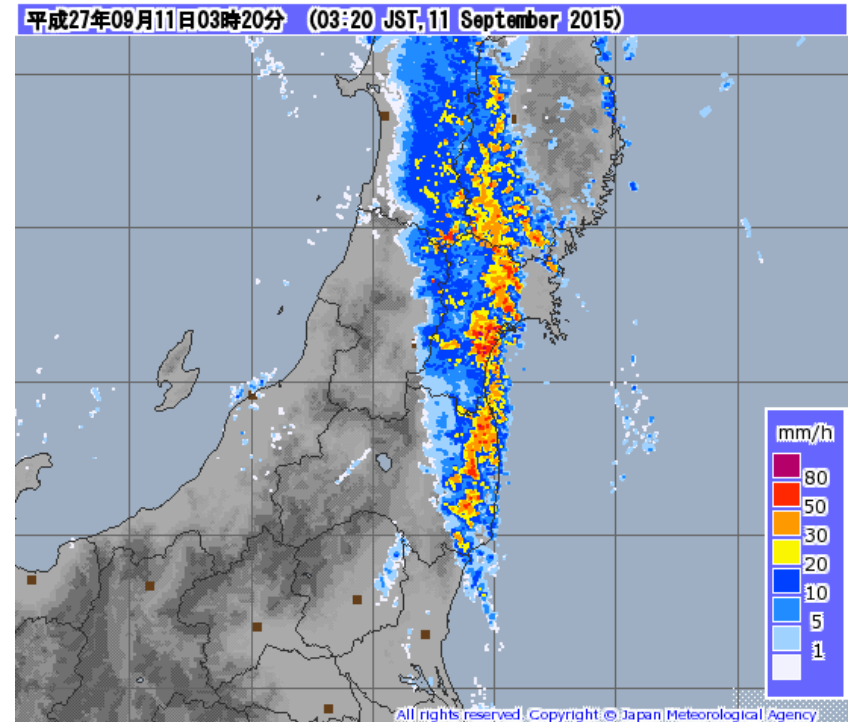 平成27年09月11日03時20分 (03:20 JST, 11 September 2015)
mm/h
80
50
30
20
10
5
1
All rights reserved. Copyright © Japan Meteorological Agency